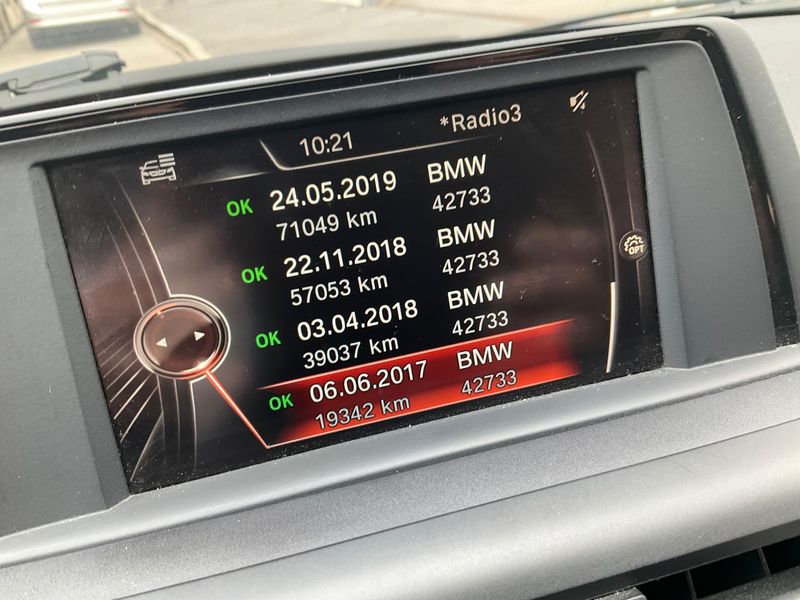 10:21 *Radio3
OK 24.05.2019 BMW
71049 km 42733
OK 22.11.2018 BMW
57053 km 42733
OK 03.04.2018 BMW
39037 km 42733
OK 06.06.2017 BMW
19342 km 42733
OPT